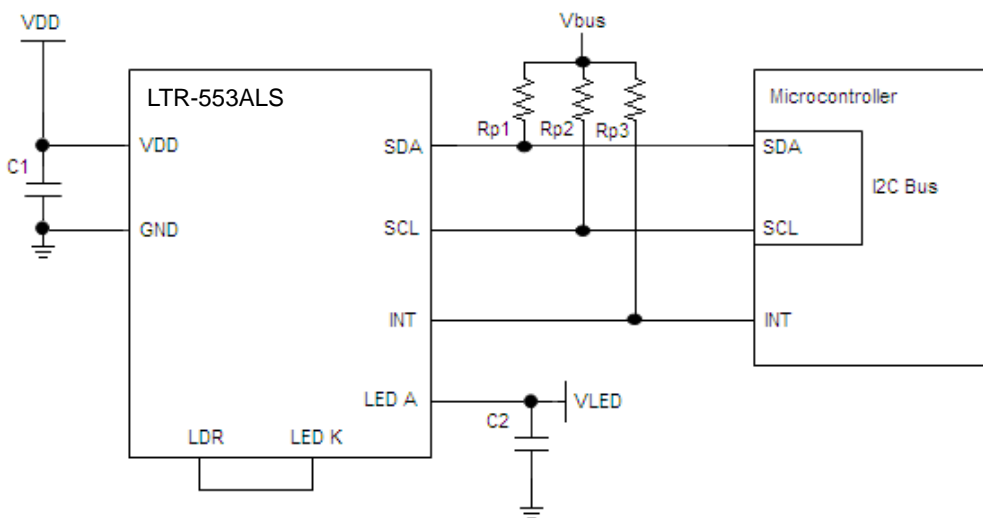 VDD
Vbus
LTR-553ALS
Microcontroller
Rp1
Rp2
Rp3
VDD
SDA
SDA
C1
I2C Bus
GND
SCL
SCL
INT
INT
LED A
VLED
C2
LDR
LED K